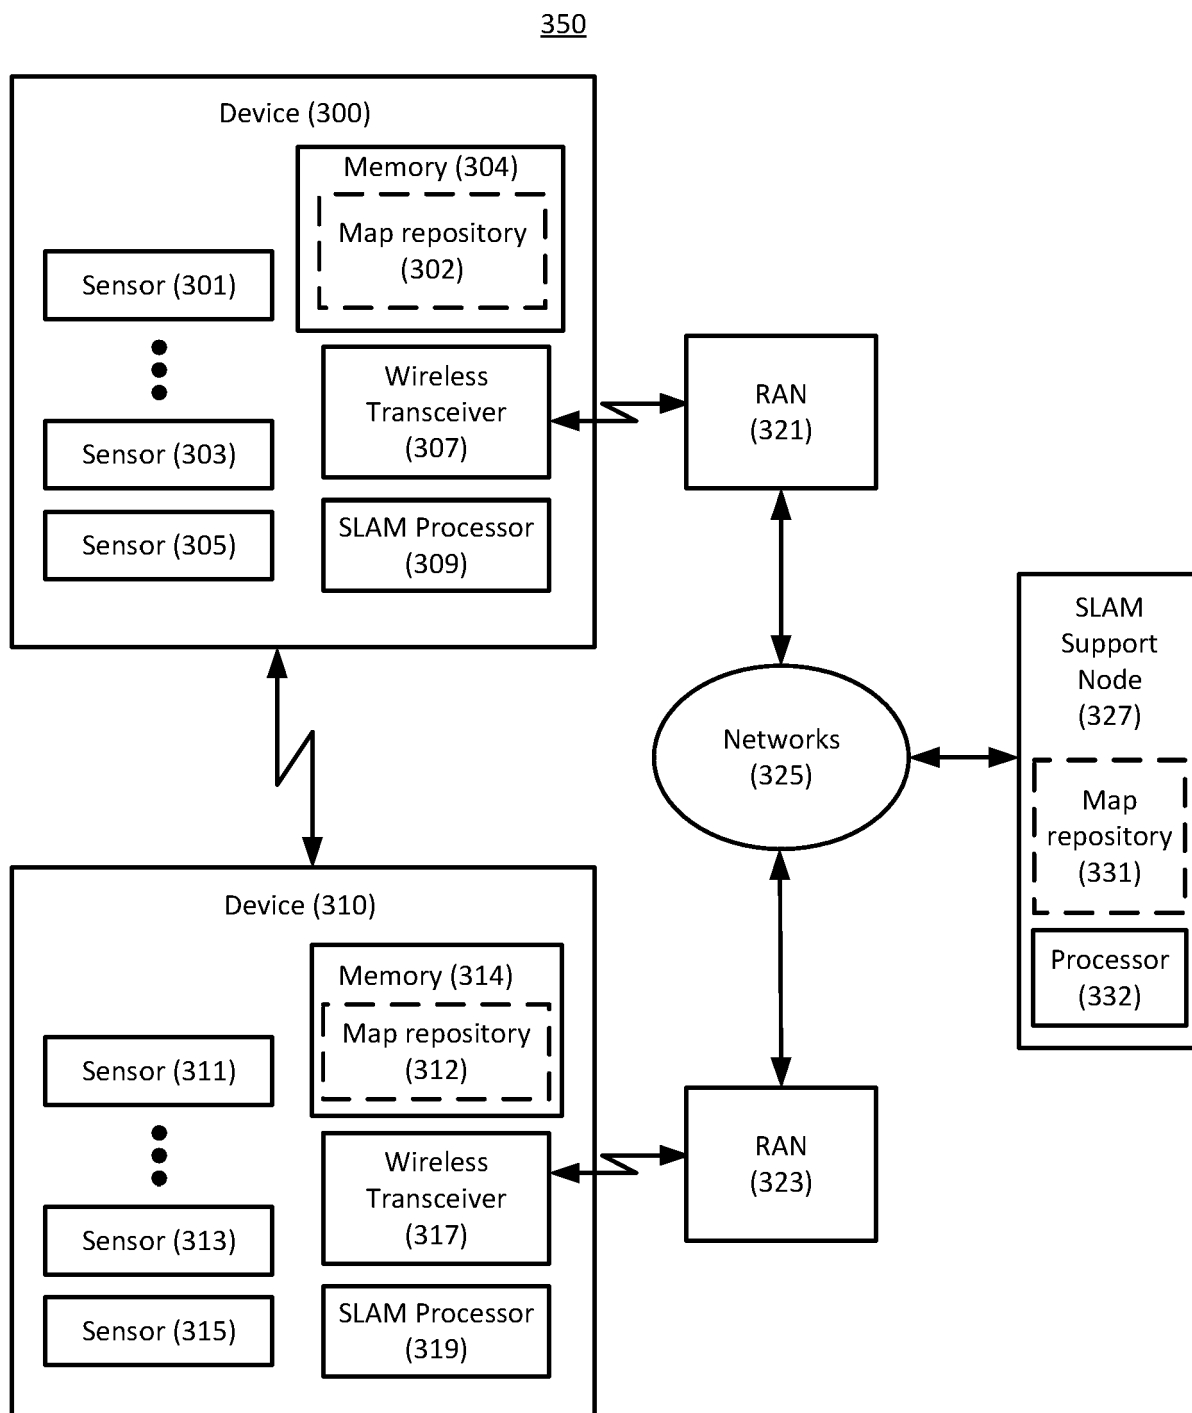 350
Device (300)
Memory (304)
Map repository
(302)
Sensor (301)
Wireless
Transceiver
(307)
Sensor (303)
Sensor (305)
SLAM Processor
(309)
RAN
(321)
SLAM
Support
Node
(327)
Networks
(325)
Map
repository
(331)
Processor
(332)
Device (310)
Memory (314)
Map repository
(312)
Sensor (311)
Wireless
Transceiver
(317)
Sensor (313)
Sensor (315)
SLAM Processor
(319)
RAN
(323)